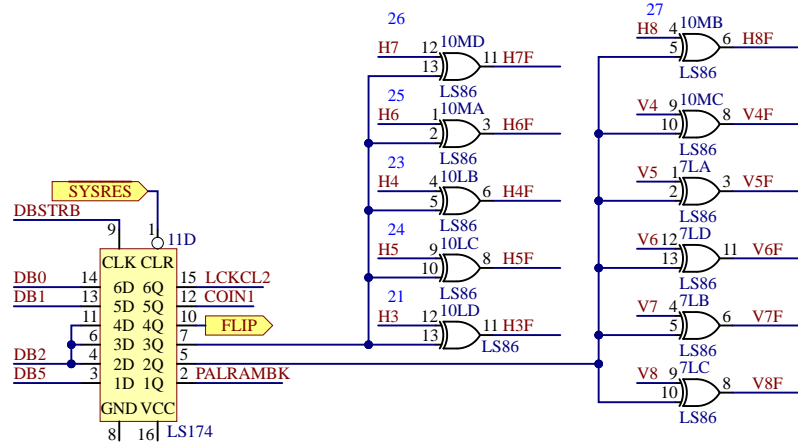 26
H7 12 10MD
13 11 H7F
LS86
25
H6 1 10MA
2 3 H6F
LS86
23
H4 4 10LB
5 6 H4F
LS86
24
H5 9 10LC
10 8 H5F
LS86
21
H3 12 10LD
13 11 H3F
LS86
27
H8 4 10MB
5 6 H8F
LS86
V4 9 10MC
10 8 V4F
LS86
V5 1 7LA
2 3 V5F
LS86
V6 12 7LD
13 11 V6F
LS86
V7 4 7LB
5 6 V7F
LS86
V8 9 7LC
10 8 V8F
LS86
SYSRES
DBSTRB
9 1 11D
CLK CLR
DB0 14 6D 6Q 15 LCKCL2
DB1 13 5D 5Q 12 COIN1
11 4D 4Q 10 FLIP
6 3D 3Q 7
DB2 4 2D 2Q 5
DB5 3 1D 1Q 2 PALRAMBK
GND VCC
8 16 LS174